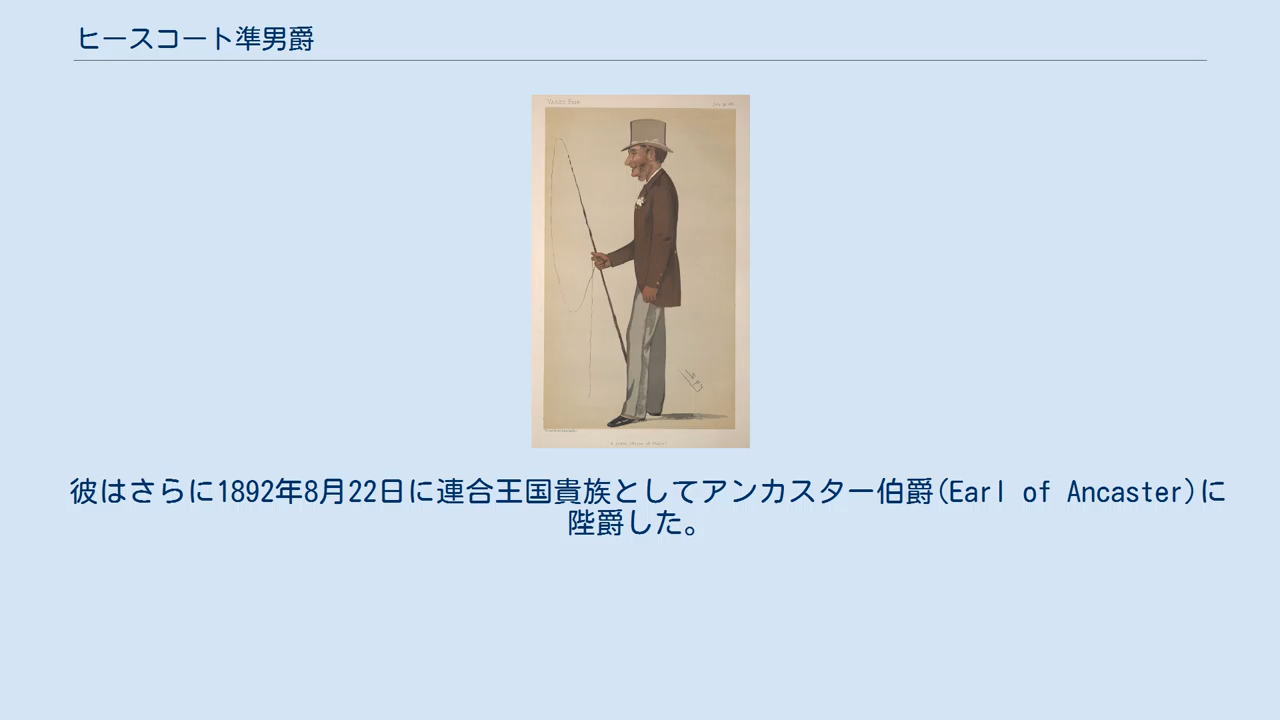 ヒースコート準男爵
VANITY FAIR.
彼はさらに1892年8月22日に連合王国貴族としてアンカスター伯爵(Earl of Ancaster)に
陞爵した。